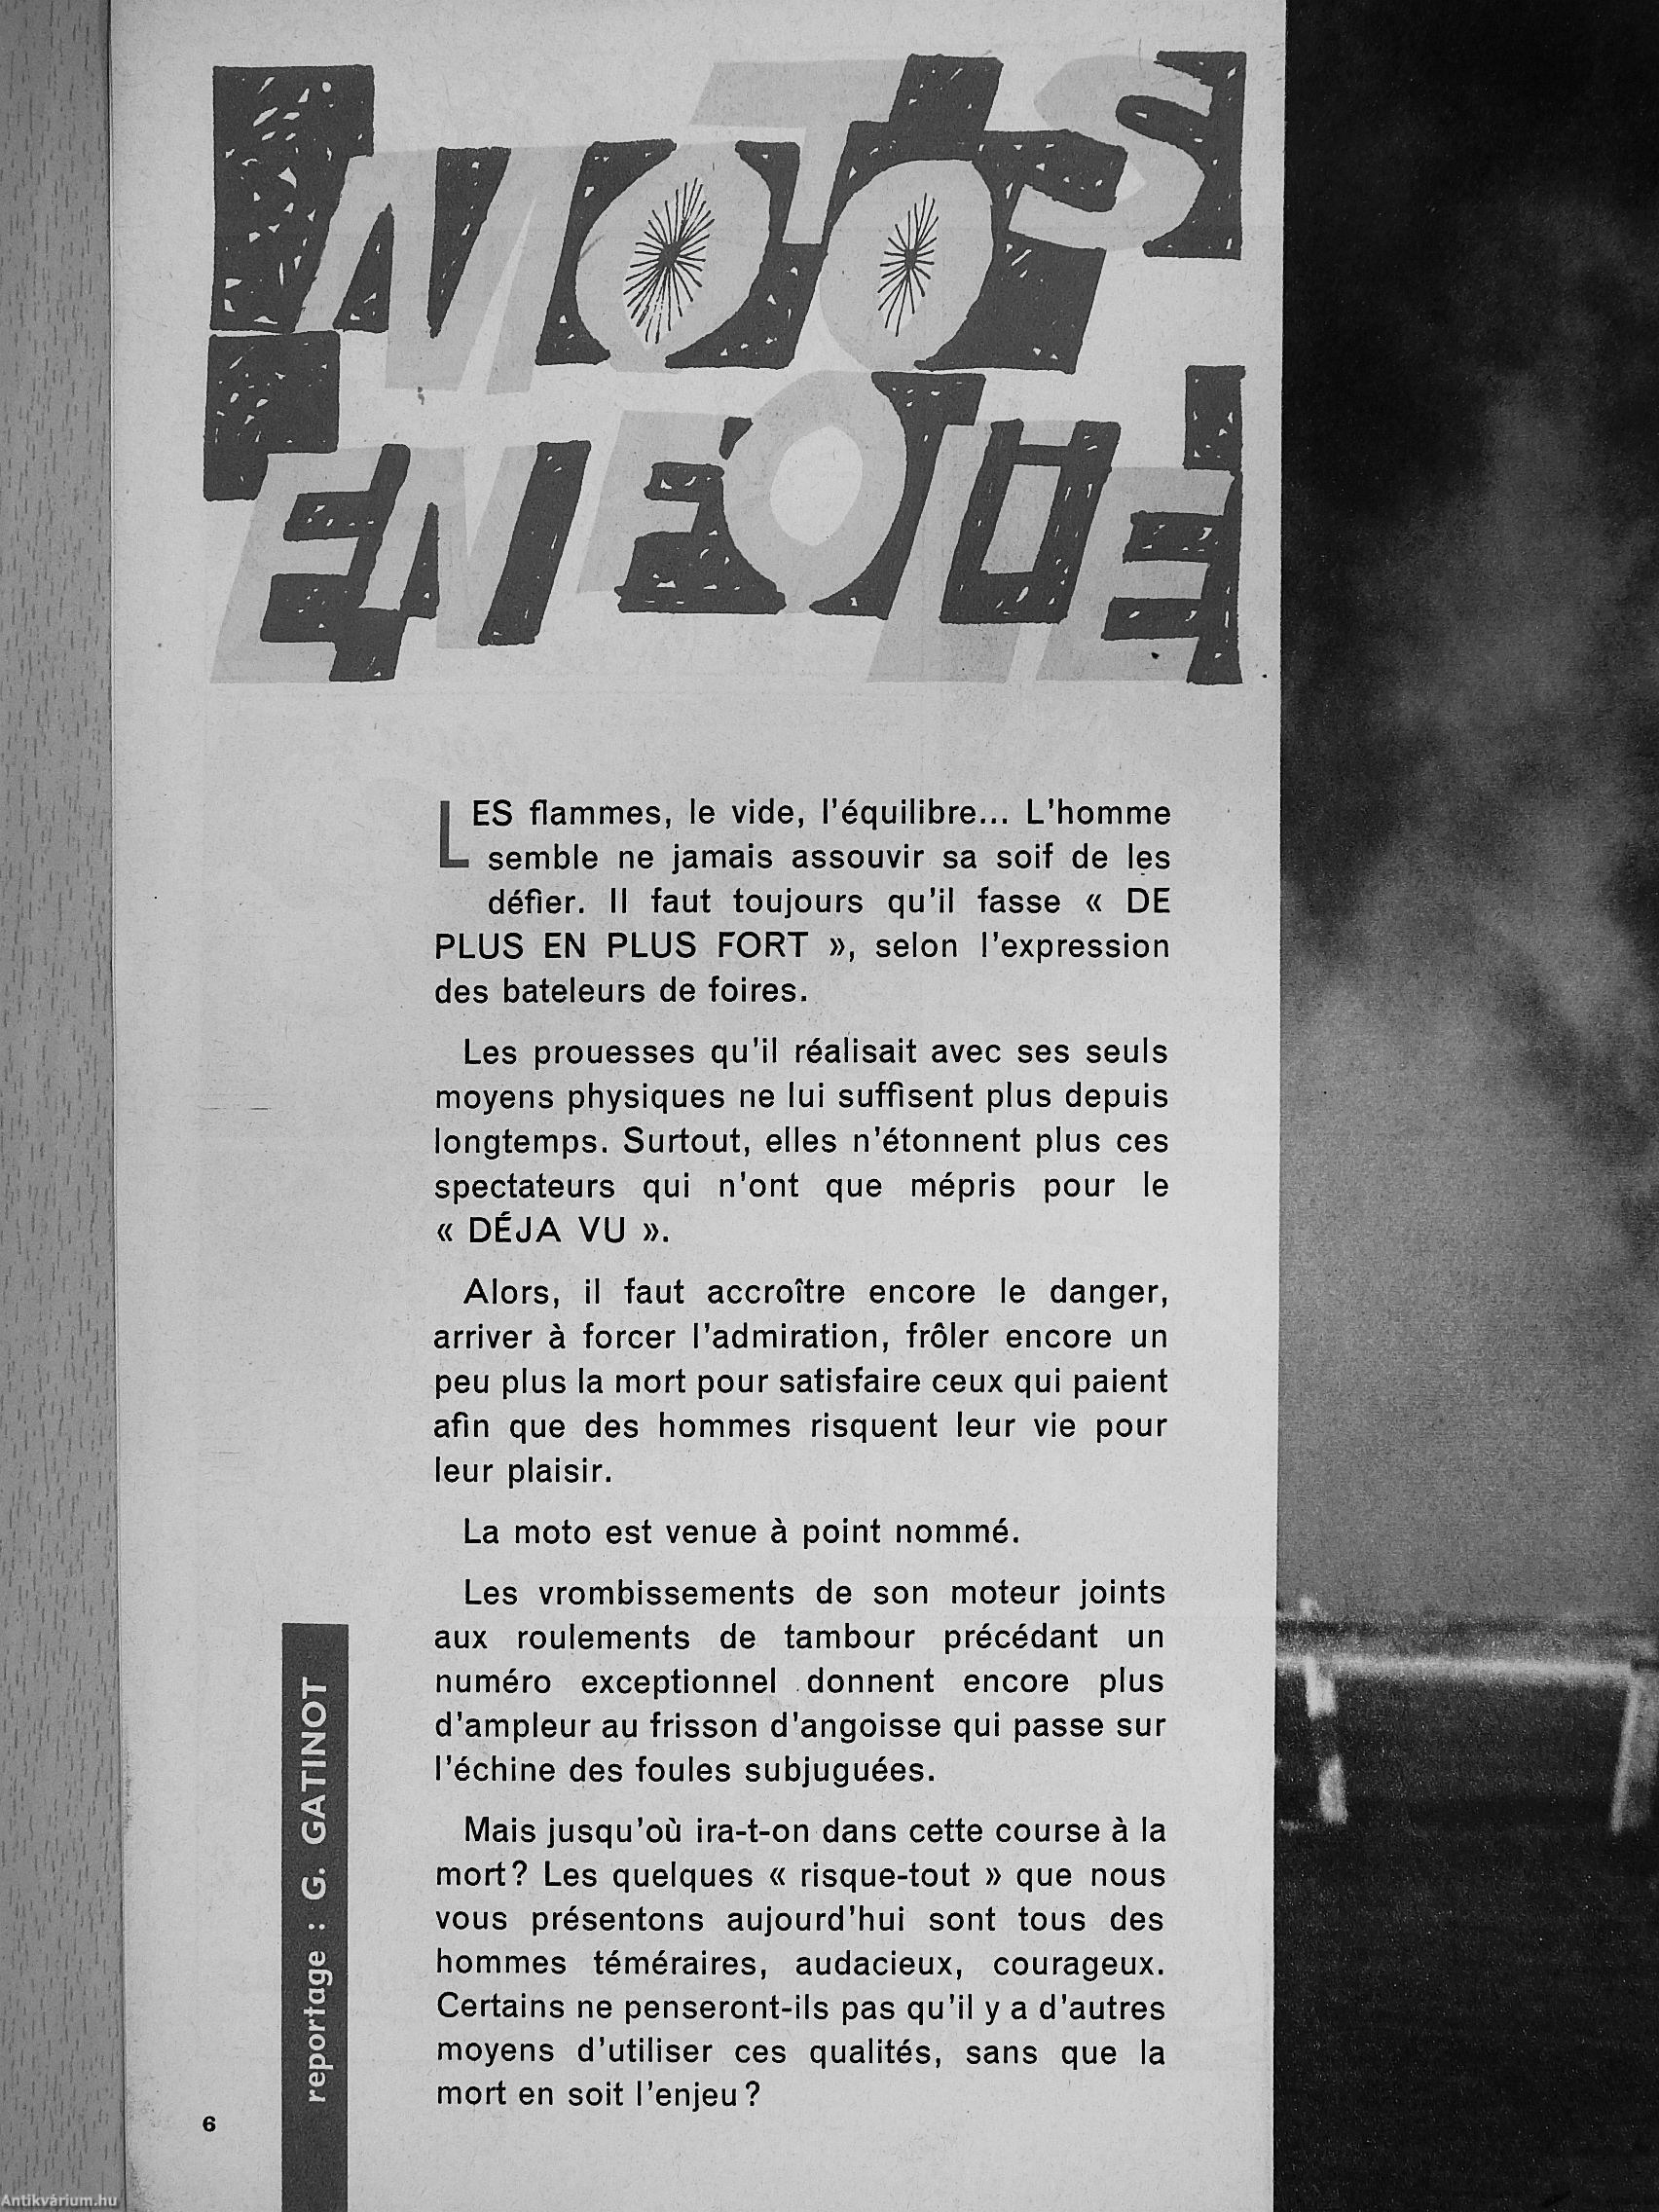 MOTOS
EN FOLIE
LES flammes, le vide, l'équilibre... L'homme
semble ne jamais assouvir sa soif de les
défier. Il faut toujours qu'il fasse « DE
PLUS EN PLUS FORT », selon l'expression
des bateleurs de foires.
Les prouesses qu'il réalisait avec ses seuls
moyens physiques ne lui suffisent plus depuis
longtemps. Surtout, elles n'étonnent plus ces
spectateurs qui n'ont que mépris pour le
« DÉJA VU ».
Alors, il faut accroître encore le danger,
arriver à forcer l'admiration, frôler encore un
peu plus la mort pour satisfaire ceux qui paient
afin que des hommes risquent leur vie pour
leur plaisir.
La moto est venue à point nommé.
Les vrombissements de son moteur joints
aux roulements de tambour précédant un
numéro exceptionnel donnent encore plus
d'ampleur au frisson d'angoisse qui passe sur
l'échine des foules subjuguées.
Mais jusqu'où ira-t-on dans cette course à la
mort? Les quelques « risque-tout » que nous
vous présentons aujourd'hui sont tous des
hommes téméraires, audacieux, courageux.
Certains ne penseront-ils pas qu'il y a d'autres
moyens d'utiliser ces qualités, sans que la
mort en soit l'enjeu?
reportage : G. GATINOT
6
Antikvárium.hu